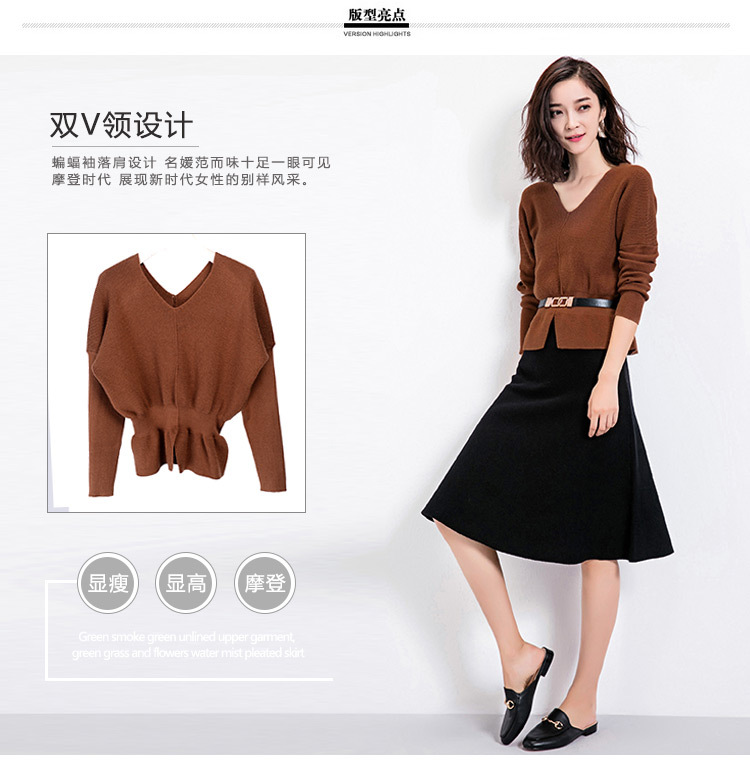 版型亮点
VERSION HIGHLIGHTS
双V领设计
蝙蝠袖落肩设计 名媛范而味十足一眼可见
摩登时代 展现新时代女性的别样风采。
显瘦 显高 摩登
Green smoke green unlined upper garment,
green grass and flowers water mist pleated skirt